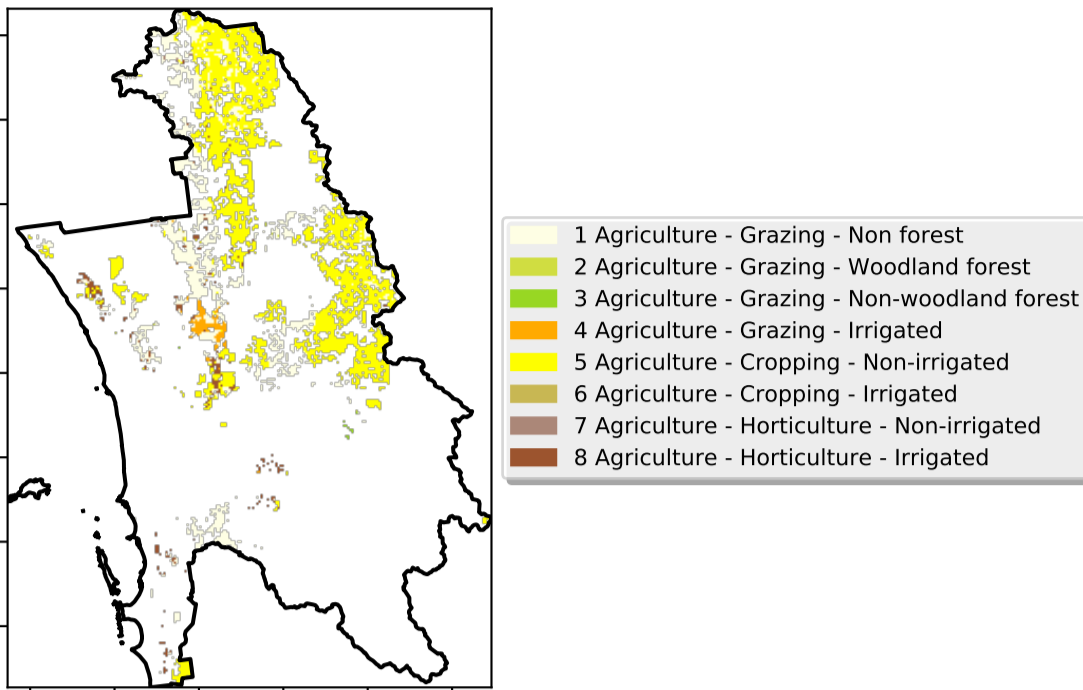 1 Agriculture - Grazing - Non forest
2 Agriculture - Grazing - Woodland forest
3 Agriculture - Grazing - Non-woodland forest
4 Agriculture - Grazing - Irrigated
5 Agriculture - Cropping - Non-irrigated
6 Agriculture - Cropping - Irrigated
7 Agriculture - Horticulture - Non-irrigated
8 Agriculture - Horticulture - Irrigated